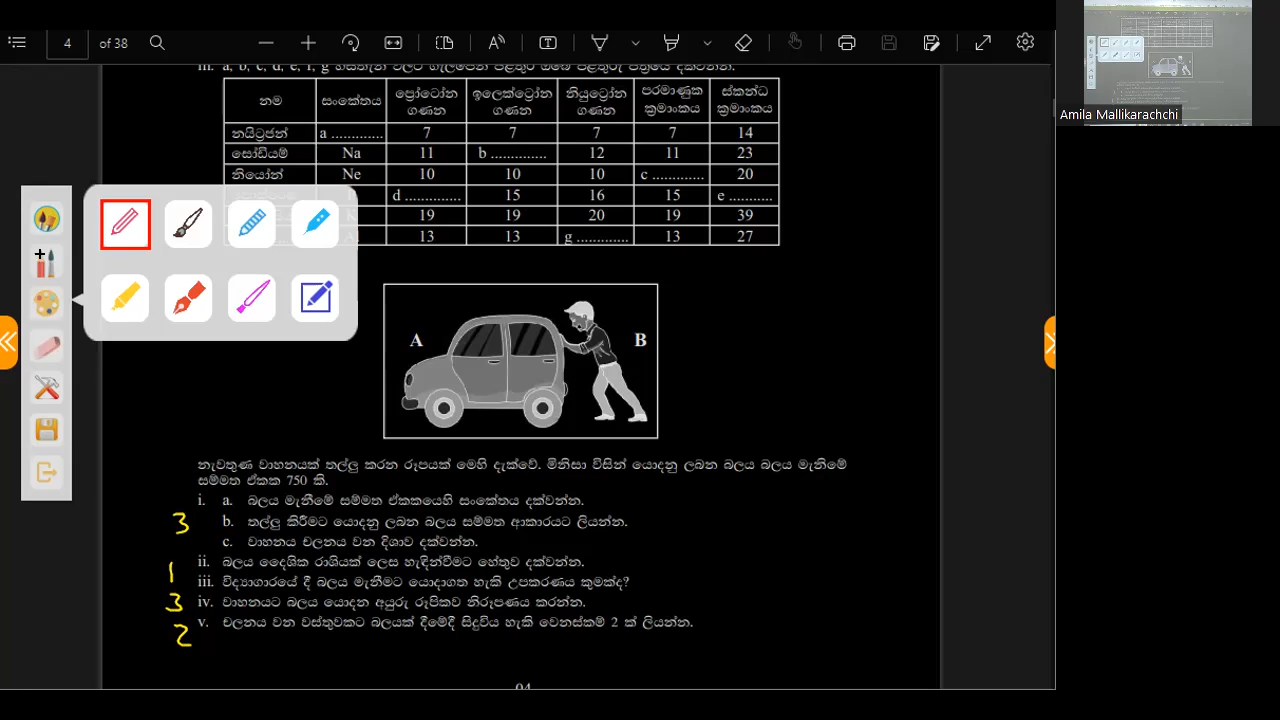 4 of 38
iii. a, b, c, d, e, f, g හිස්තැන් වලට ගැලපෙන පිළිතුර ඔබේ පිළිතුරු පත්‍රයේ දක්වන්න.
නම සංකේතය ප්‍රෝටෝන ගණන ඉලෙක්ට්‍රෝන ගණන නියුට්‍රෝන ගණන පරමාණුක ක්‍රමාංකය ස්කන්ධ ක්‍රමාංකය
නයිට්‍රජන් a ............. 7 7 7 7 14
සෝඩියම් Na 11 b .............. 12 11 23
නියෝන් Ne 10 10 10 c ............. 20
d .............. 15 16 15 e ...........
19 19 20 19 39
13 13 g ............. 13 27
A B
නැවතුණ වාහනයක් තල්ලු කරන රූපයක් මෙහි දැක්වේ. මිනිසා විසින් යොදනු ලබන බලය බලය මැනිමේ
සම්මත ඒකක 750 කි.
i. a. බලය මැනීමේ සම්මත ඒකකයෙහි සංකේතය දක්වන්න.
3 b. තල්ලු කිරීමට යොදනු ලබන බලය සම්මත ආකාරයට ලියන්න.
c. වාහනය චලනය වන දිශාව දක්වන්න.
1 ii. බලය දෛශික රාශියක් ලෙස හැඳින්වීමට හේතුව දක්වන්න.
iii. විද්‍යාගාරයේ දී බලය මැනීමට යොදාගත හැකි උපකරණය කුමක්ද?
3 iv. වාහනයට බලය යොදන අයුරු රූපිකව නිරූපණය කරන්න.
2 v. චලනය වන වස්තුවකට බලයක් දීමේදී සිදුවිය හැකි වෙනස්කම් 2 ක් ලියන්න.
04
Amila Mallikarachchi